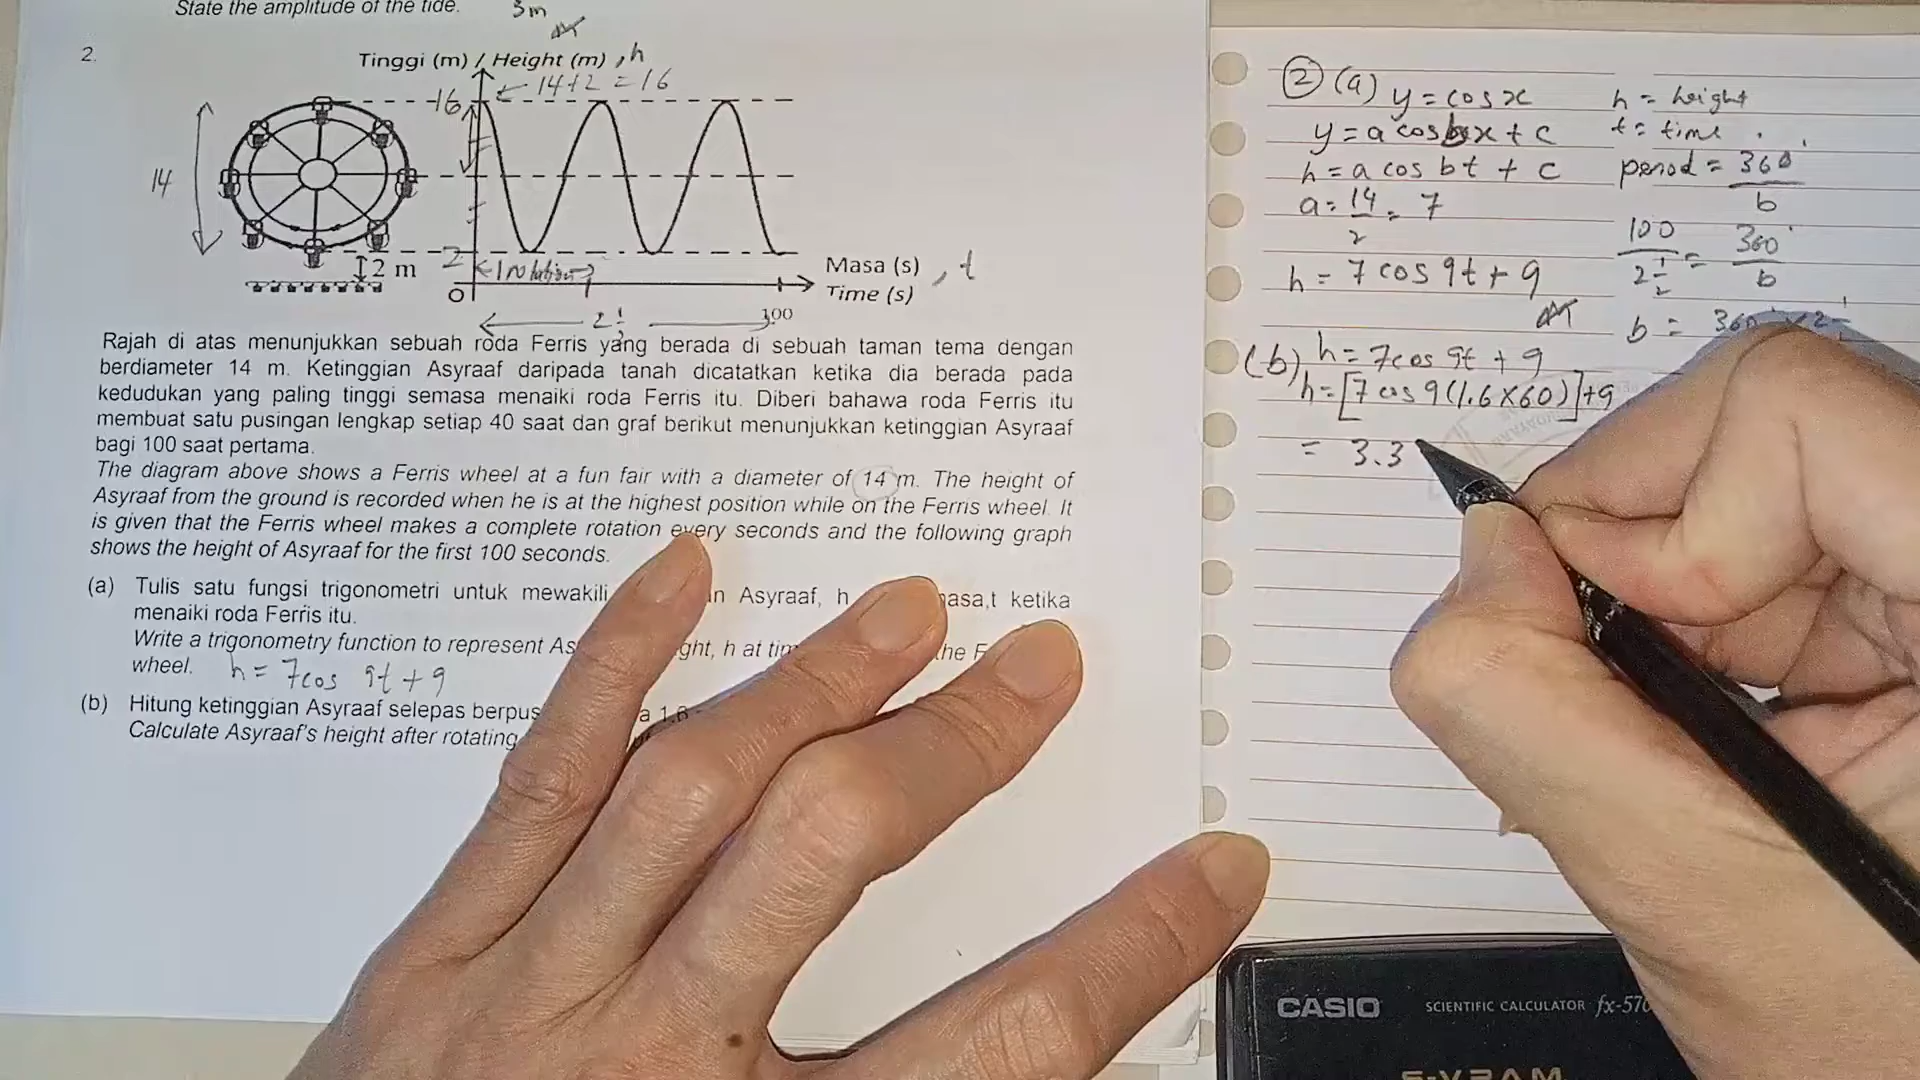 State the amplitude of the tide. 3m
2.
Tinggi (m) / Height (m) , h
14+2 = 16
16
14
2
2 m
1 rotation
0
Masa (s)
Time (s) , t
2 1/2
100
Rajah di atas menunjukkan sebuah roda Ferris yang berada di sebuah taman tema dengan
berdiameter 14 m. Ketinggian Asyraaf daripada tanah dicatatkan ketika dia berada pada
kedudukan yang paling tinggi semasa menaiki roda Ferris itu. Diberi bahawa roda Ferris itu
membuat satu pusingan lengkap setiap 40 saat dan graf berikut menunjukkan ketinggian Asyraaf
bagi 100 saat pertama.
The diagram above shows a Ferris wheel at a fun fair with a diameter of 14 m. The height of
Asyraaf from the ground is recorded when he is at the highest position while on the Ferris wheel. It
is given that the Ferris wheel makes a complete rotation every seconds and the following graph
shows the height of Asyraaf for the first 100 seconds.
(a) Tulis satu fungsi trigonometri untuk mewakili Asyraaf, h ketika
menaiki roda Ferris itu.
Write a trigonometry function to represent h at
wheel. h = 7cos 9t + 9
(b) Hitung ketinggian Asyraaf selepas
Calculate Asyraaf's height after rotating
② (a) y = cos x
y = a cos bx + c
h = a cos bt + c
a = 14/2 = 7
h = 7 cos 9t + 9
h = height
t = time
period = 360°/b
100/2 1/2 = 360°/b
b =
(b) h = 7cos 9t + 9
h = [7 cos 9(1.6×60)]+9
= 3.3
CASIO SCIENTIFIC CALCULATOR